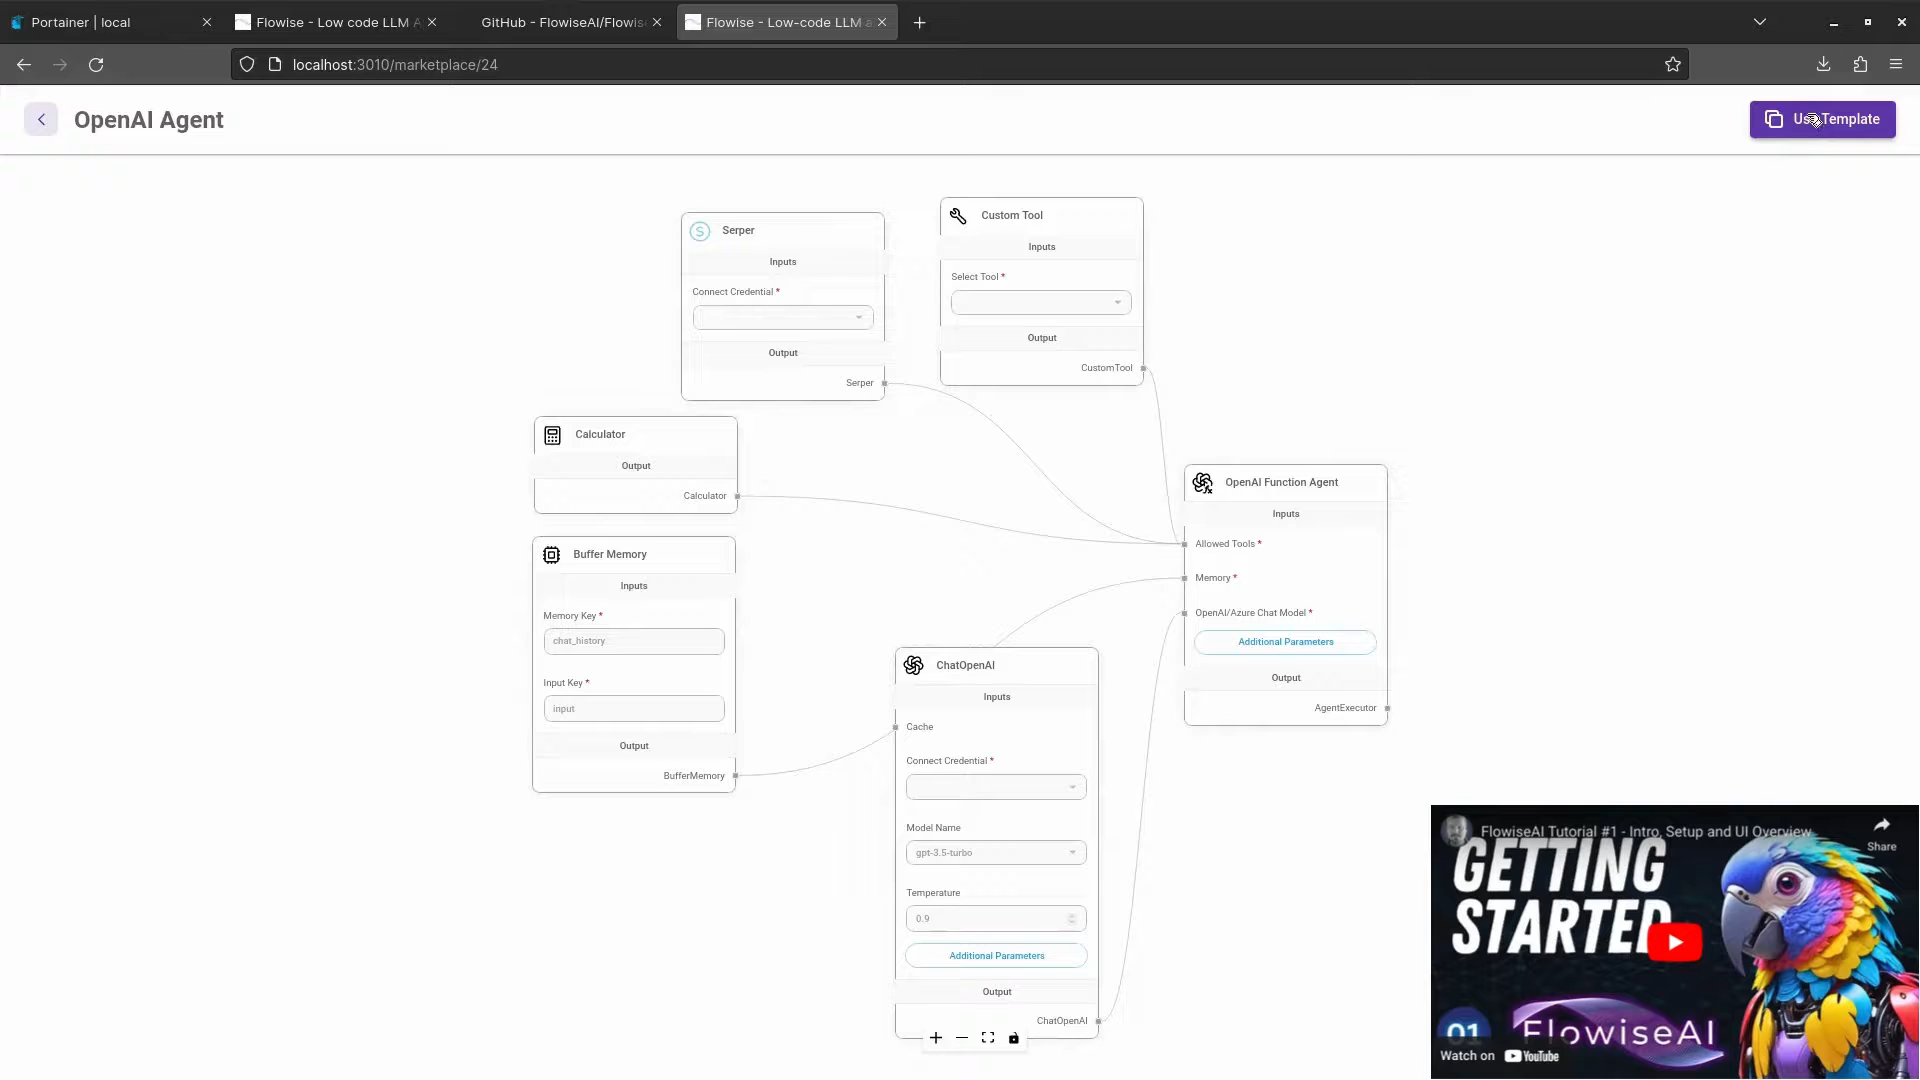 Portainer | local
Flowise - Low code LLM A
GitHub - FlowiseAI/Flowise
Flowise - Low-code LLM a
localhost:3010/marketplace/24
OpenAI Agent
Use Template
Serper
Inputs
Connect Credential *
Output
Serper
Custom Tool
Inputs
Select Tool *
Output
CustomTool
Calculator
Output
Calculator
Buffer Memory
Inputs
Memory Key *
chat_history
Input Key *
input
Output
BufferMemory
ChatOpenAI
Inputs
Cache
Connect Credential *
Model Name
gpt-3.5-turbo
Temperature
0.9
Additional Parameters
Output
ChatOpenAI
OpenAI Function Agent
Inputs
Allowed Tools *
Memory *
OpenAI/Azure Chat Model *
Additional Parameters
Output
AgentExecutor
FlowiseAI Tutorial #1 - Intro, Setup and UI Overview
Share
GETTING
STARTED
01
FlowiseAI
Watch on YouTube